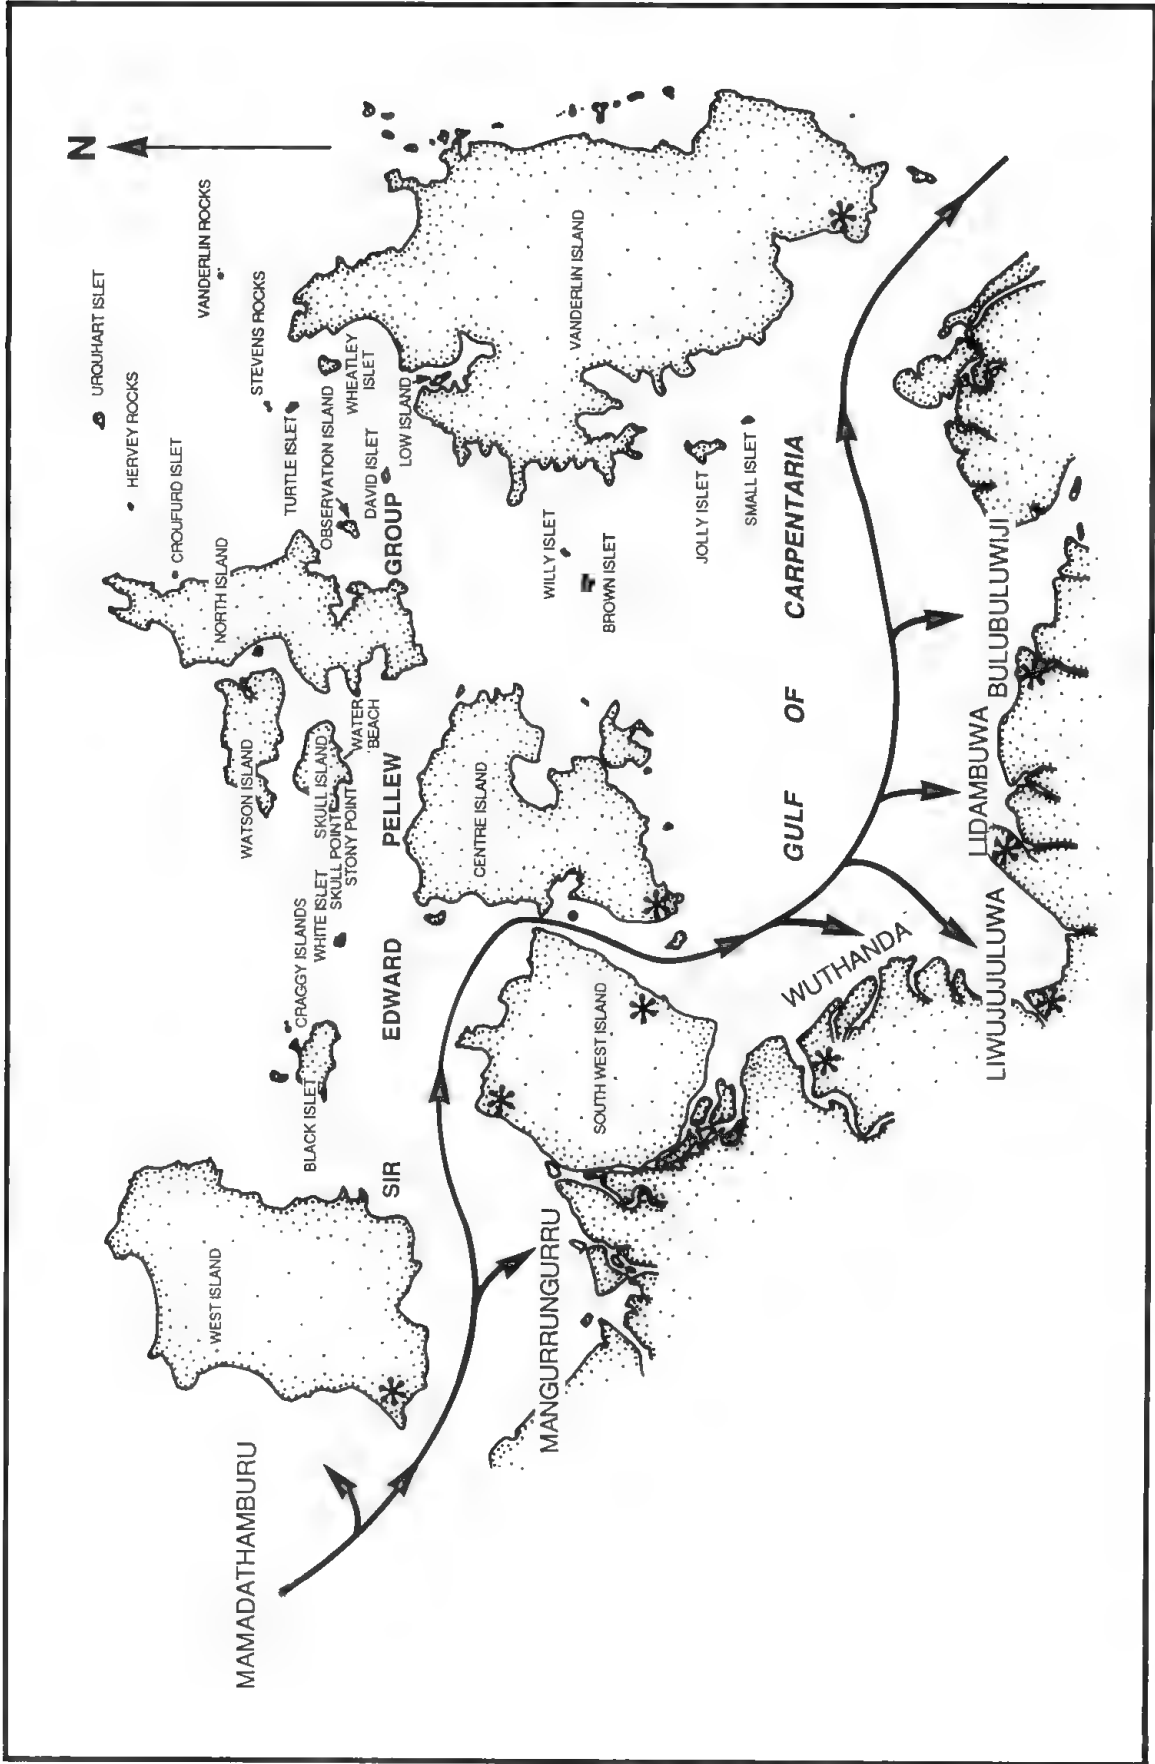 N
URQUHART ISLET
HERVEY ROCKS
CROUFURD ISLET
VANDERLIN ROCKS
STEVENS ROCKS
TURTLE ISLET
OBSERVATION ISLAND
WHEATLEY
ISLET
DAVID ISLET
LOW ISLAND
NORTH ISLAND
WATSON ISLAND
SKULL ISLAND
SKULL POINT
STONY POINT
WATER
BEACH
WHITE ISLET
CRAGGY ISLANDS
BLACK ISLET
WEST ISLAND
SIR EDWARD PELLEW GROUP
CENTRE ISLAND
VANDERLIN ISLAND
WILLY ISLET
BROWN ISLET
JOLLY ISLET
SMALL ISLET
SOUTH WEST ISLAND
GULF OF CARPENTARIA
MAMADATHAMBURU
MANGURRUNGURRU
WUTHANDA
LIWUJUJULUWA
LIDAMBUWA
BULUBULUWIJI